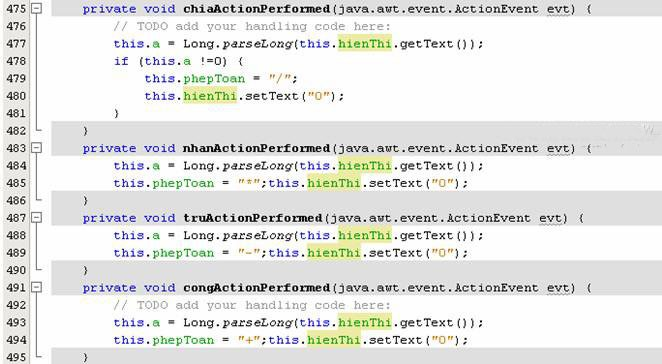 475 private void chiaActionPerformed(java.awt.event.ActionEvent evt) {
476 // TODO add your handling code here:
477 this.a = Long.parseLong(this.hienThi.getText());
478 if (this.a !=0) {
479 this.phepToan = "/";
480 this.hienThi.setText("0");
481 }
482 }
483 private void nhanActionPerformed(java.awt.event.ActionEvent evt) {
484 this.a = Long.parseLong(this.hienThi.getText());
485 this.phepToan = "*";this.hienThi.setText("0");
486 }
487 private void truActionPerformed(java.awt.event.ActionEvent evt) {
488 this.a = Long.parseLong(this.hienThi.getText());
489 this.phepToan = "-";this.hienThi.setText("0");
490 }
491 private void congActionPerformed(java.awt.event.ActionEvent evt) {
492 // TODO add your handling code here:
493 this.a = Long.parseLong(this.hienThi.getText());
494 this.phepToan = "+";this.hienThi.setText("0");
495 }